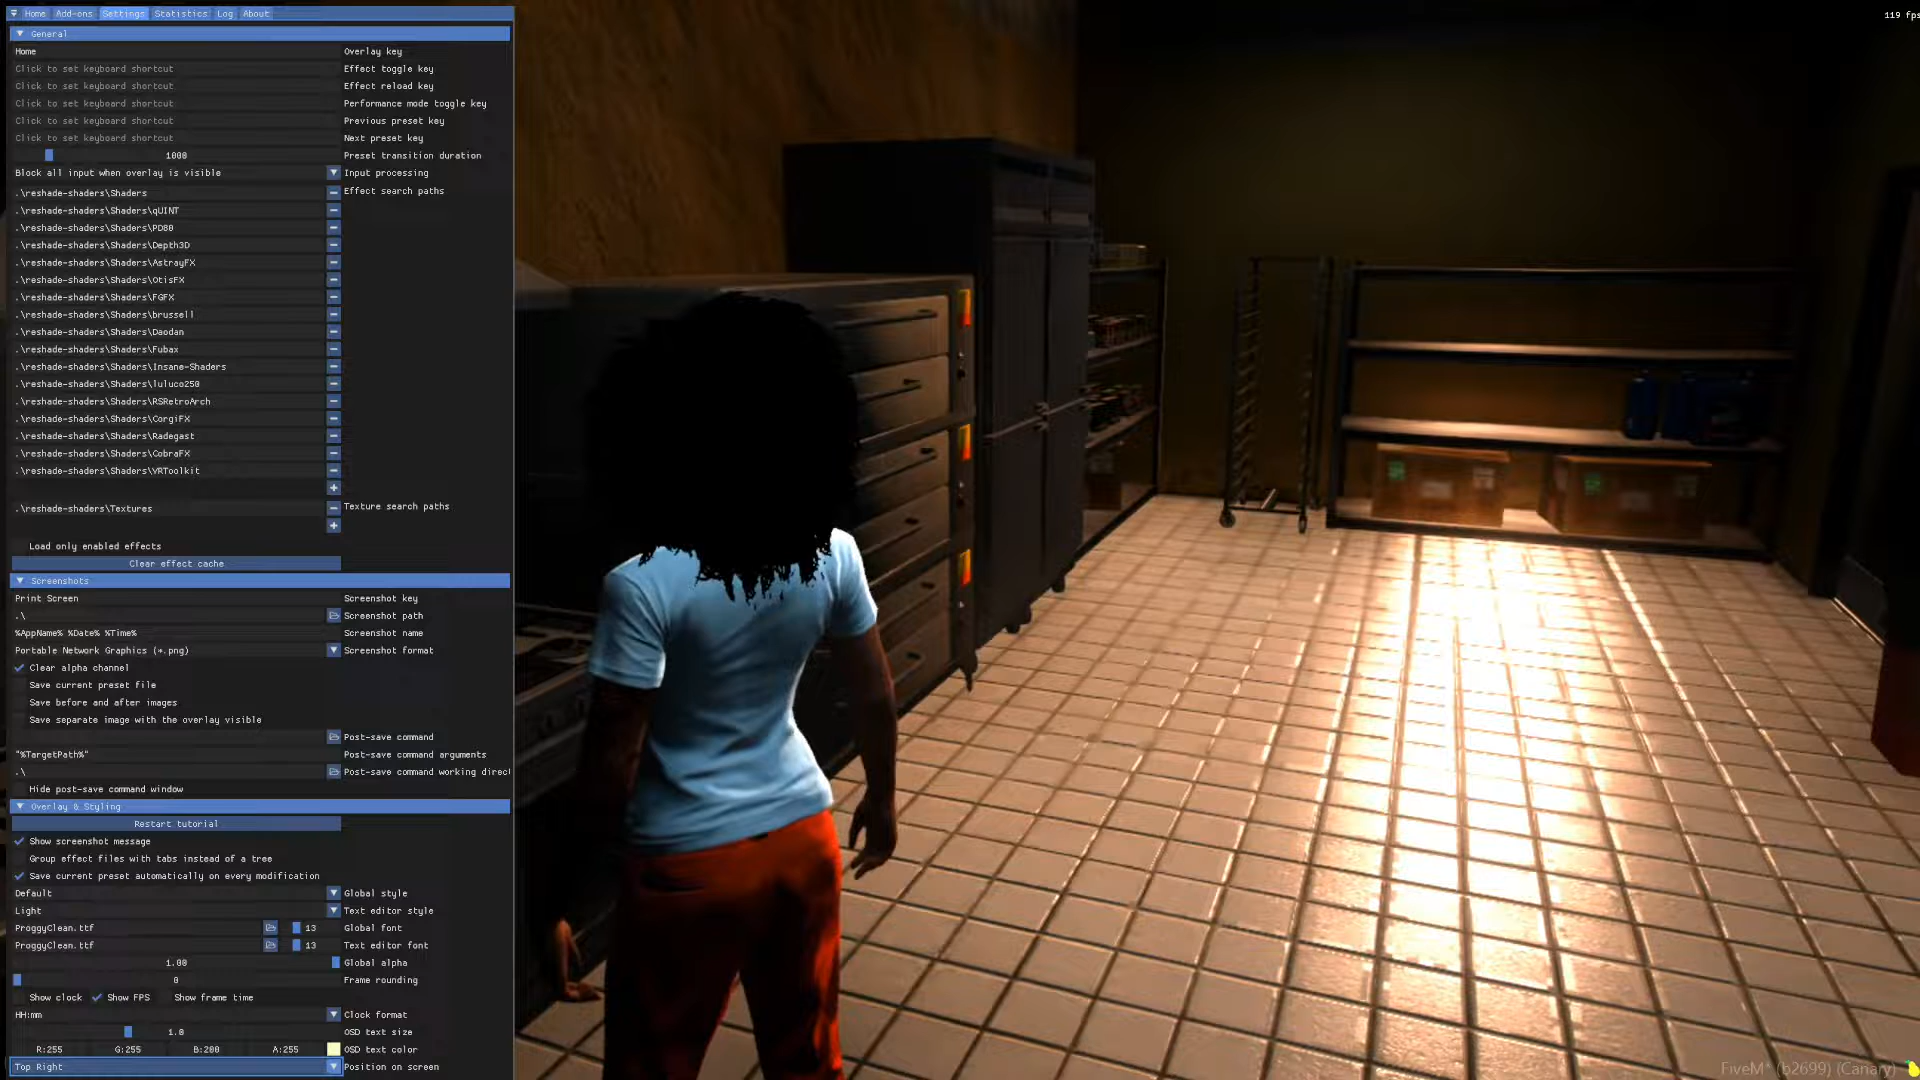 Home Add-ons Settings Statistics Log About
119 fps
General
Home Overlay key
Click to set keyboard shortcut Effect toggle key
Click to set keyboard shortcut Effect reload key
Click to set keyboard shortcut Performance mode toggle key
Click to set keyboard shortcut Previous preset key
Click to set keyboard shortcut Next preset key
1000 Preset transition duration
Block all input when overlay is visible Input processing
.\reshade-shaders\Shaders Effect search paths
.\reshade-shaders\Shaders\qUINT
.\reshade-shaders\Shaders\PD80
.\reshade-shaders\Shaders\Depth3D
.\reshade-shaders\Shaders\AstrayFX
.\reshade-shaders\Shaders\OtisFX
.\reshade-shaders\Shaders\FGFX
.\reshade-shaders\Shaders\brussell
.\reshade-shaders\Shaders\Daodan
.\reshade-shaders\Shaders\Fubax
.\reshade-shaders\Shaders\Insane-Shaders
.\reshade-shaders\Shaders\luluco250
.\reshade-shaders\Shaders\RSRetroArch
.\reshade-shaders\Shaders\CorgiFX
.\reshade-shaders\Shaders\Radegast
.\reshade-shaders\Shaders\CobraFX
.\reshade-shaders\Shaders\VRToolkit
.\reshade-shaders\Textures Texture search paths
Load only enabled effects
Clear effect cache
Screenshots
Print Screen Screenshot key
.\ Screenshot path
%AppName% %Date% %Time% Screenshot name
Portable Network Graphics (*.png) Screenshot format
Clear alpha channel
Save current preset file
Save before and after images
Save separate image with the overlay visible
Post-save command
"%TargetPath%" Post-save command arguments
.\ Post-save command working direct
Hide post-save command window
Overlay & Styling
Restart tutorial
Show screenshot message
Group effect files with tabs instead of a tree
Save current preset automatically on every modification
Default Global style
Light Text editor style
ProggyClean.ttf 13 Global font
ProggyClean.ttf 13 Text editor font
1.00 Global alpha
0 Frame rounding
Show clock Show FPS Show frame time
HH:mm Clock format
1.0 OSD text size
R:255 G:255 B:200 A:255 OSD text color
Top Right Position on screen
FiveM* (b2699) (Canary)